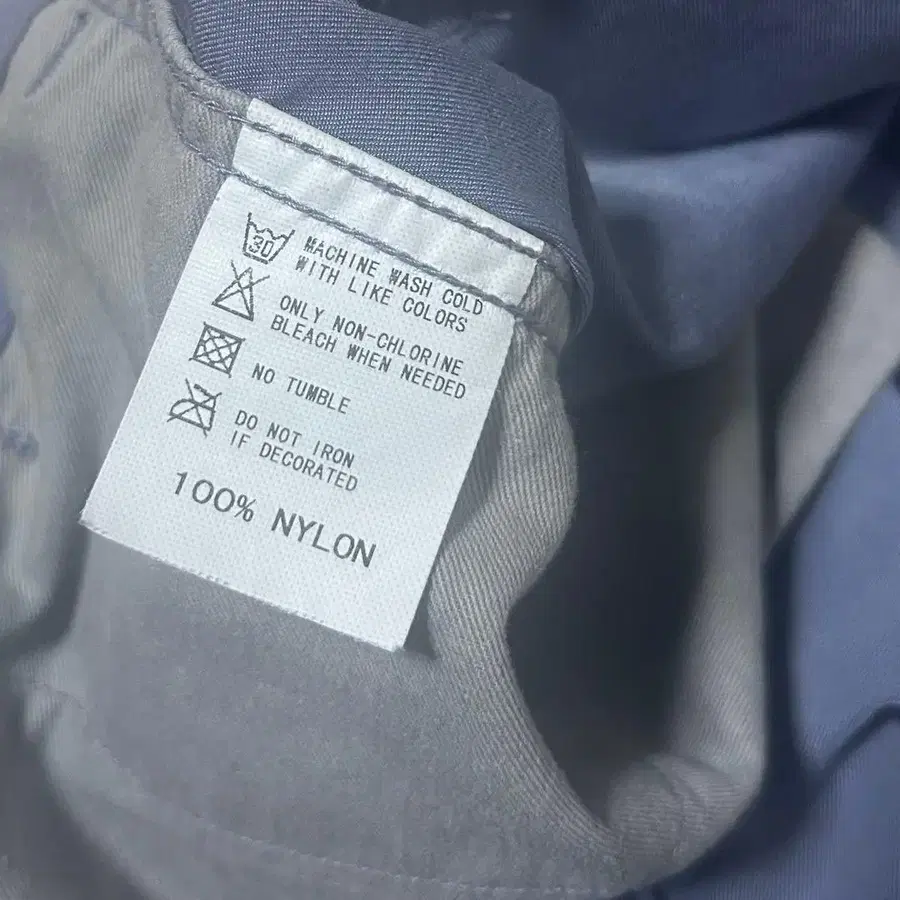 30
MACHINE WASH COLD
WITH LIKE COLORS
ONLY NON-CHLORINE
BLEACH WHEN NEEDED
NO TUMBLE
DO NOT IRON
IF DECORATED
100% NYLON